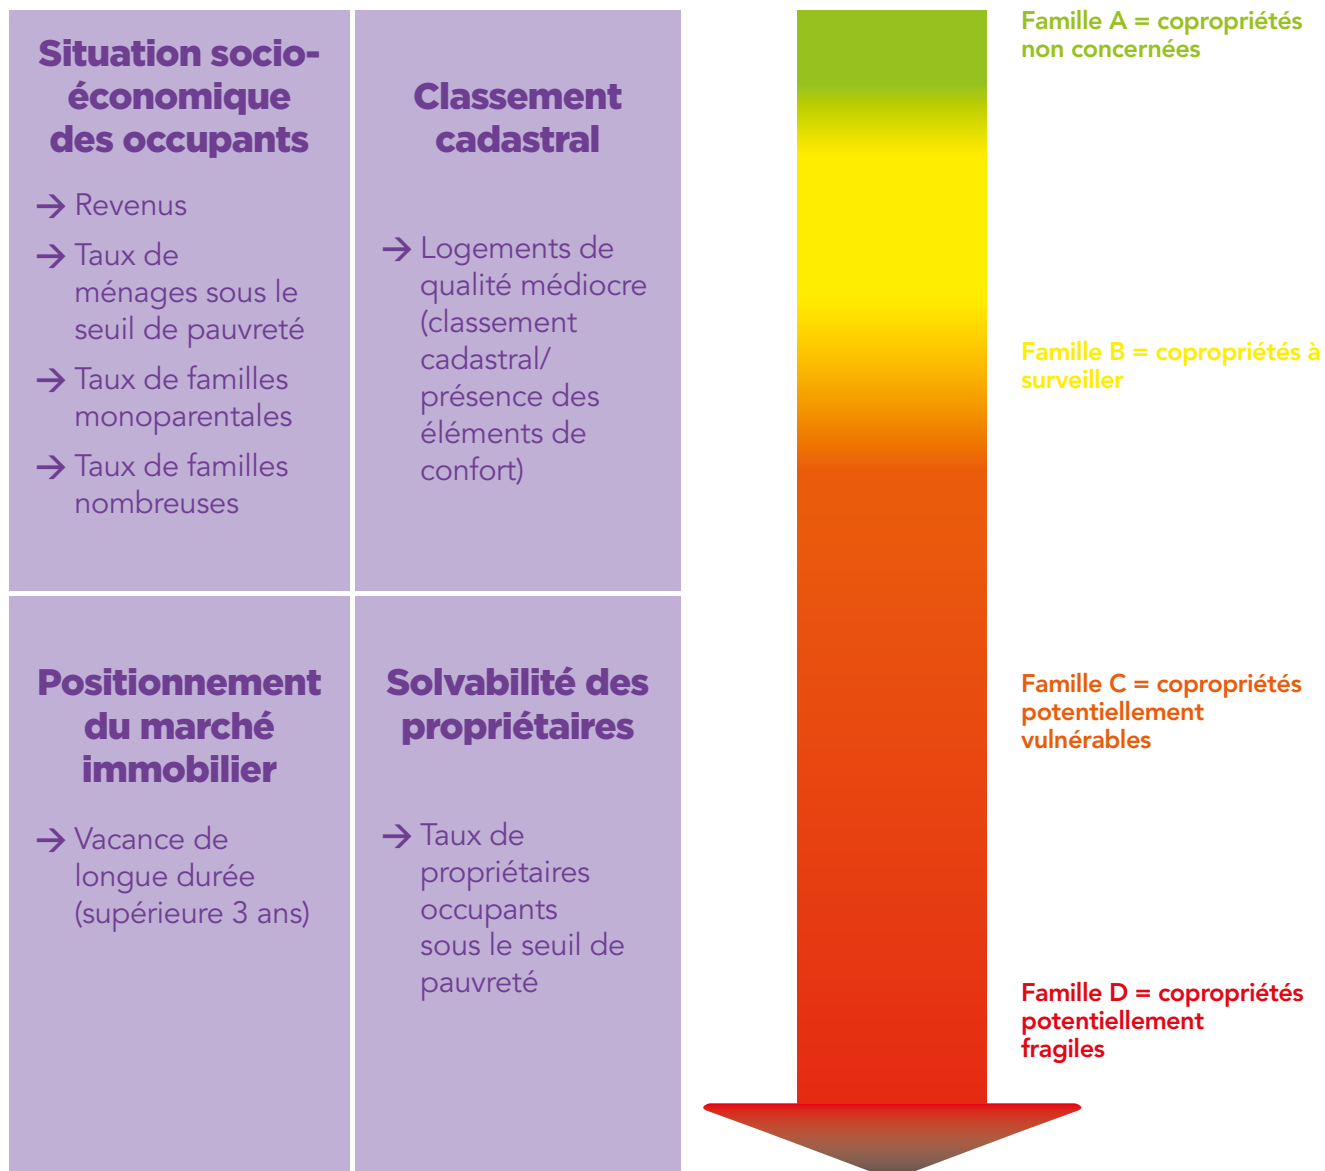 Situation socio-
économique
des occupants
→ Revenus
→ Taux de
ménages sous le
seuil de pauvreté
→ Taux de familles
monoparentales
→ Taux de familles
nombreuses
Classement
cadastral
→ Logements de
qualité médiocre
(classement
cadastral/
présence des
éléments de
confort)
Positionnement
du marché
immobilier
→ Vacance de
longue durée
(supérieure 3 ans)
Solvabilité des
propriétaires
→ Taux de
propriétaires
occupants
sous le seuil de
pauvreté
Famille A = copropriétés
non concernées
Famille B = copropriétés à
surveiller
Famille C = copropriétés
potentiellement
vulnérables
Famille D = copropriétés
potentiellement
fragiles